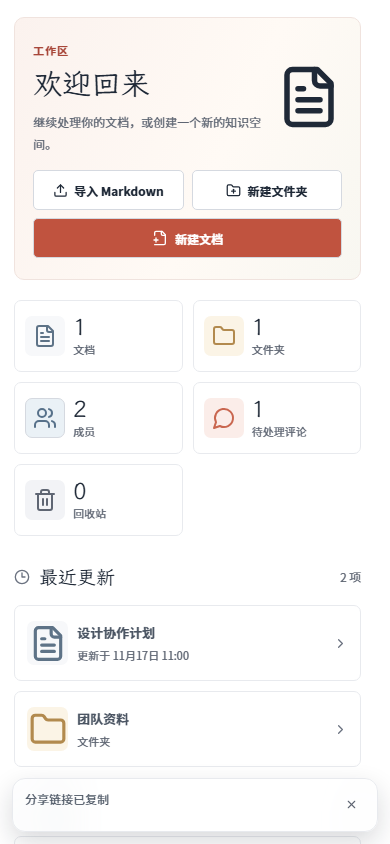 工作区
欢迎回来
继续处理你的文档，或创建一个新的知识空
间。
导入 Markdown
新建文件夹
新建文档
1
文档
1
文件夹
2
成员
1
待处理评论
0
回收站
最近更新
2 项
设计协作计划
更新于 11月17日 11:00
团队资料
文件夹
分享链接已复制